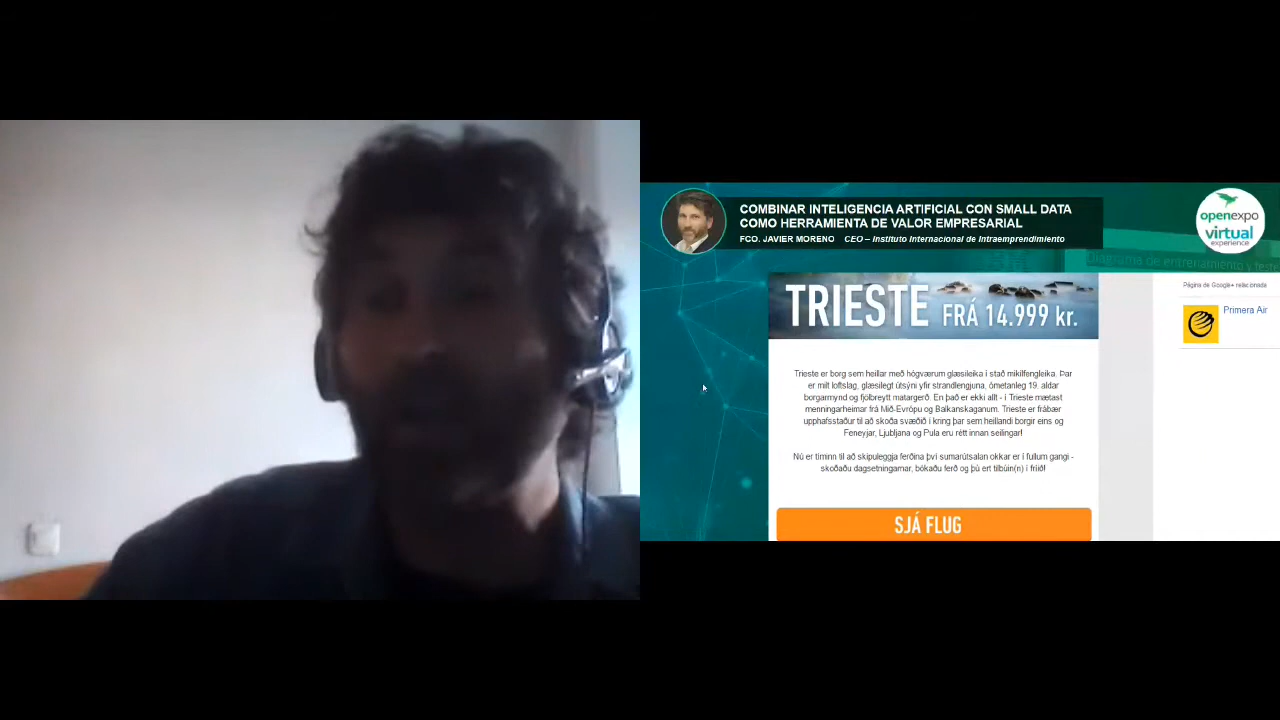 COMBINAR INTELIGENCIA ARTIFICIAL CON SMALL DATA
COMO HERRAMIENTA DE VALOR EMPRESARIAL
FCO. JAVIER MORENO CEO – Instituto Internacional de Intraemprendimiento
openexpo
virtual
experience
diagrama de entrenamiento y test
Página de Google+ relacionada
Primera Air
TRIESTE FRÁ 14.999 kr.
Trieste er borg sem heillar með hógværum glæsileika í stað mikilfengleika. Þar
er milt loftslag, glæsilegt útsýni yfir strandlengjuna, ómetanleg 19. aldar
borgarmynd og fjölbreytt matargerð. En það er ekki allt - í Trieste mætast
menningarheimar frá Mið-Evrópu og Balkanskaganum. Trieste er frábær
upphafsstaður til að skoða svæðið í kring þar sem heillandi borgir eins og
Feneyjar, Ljubljana og Pula eru rétt innan seilingar!
Nú er tíminn til að skipuleggja ferðina því sumarútsalan okkar er í fullum gangi -
skoðaðu dagsetningarnar, bókaðu ferð og þú ert tilbúin(n) í fríið!
SJÁ FLUG